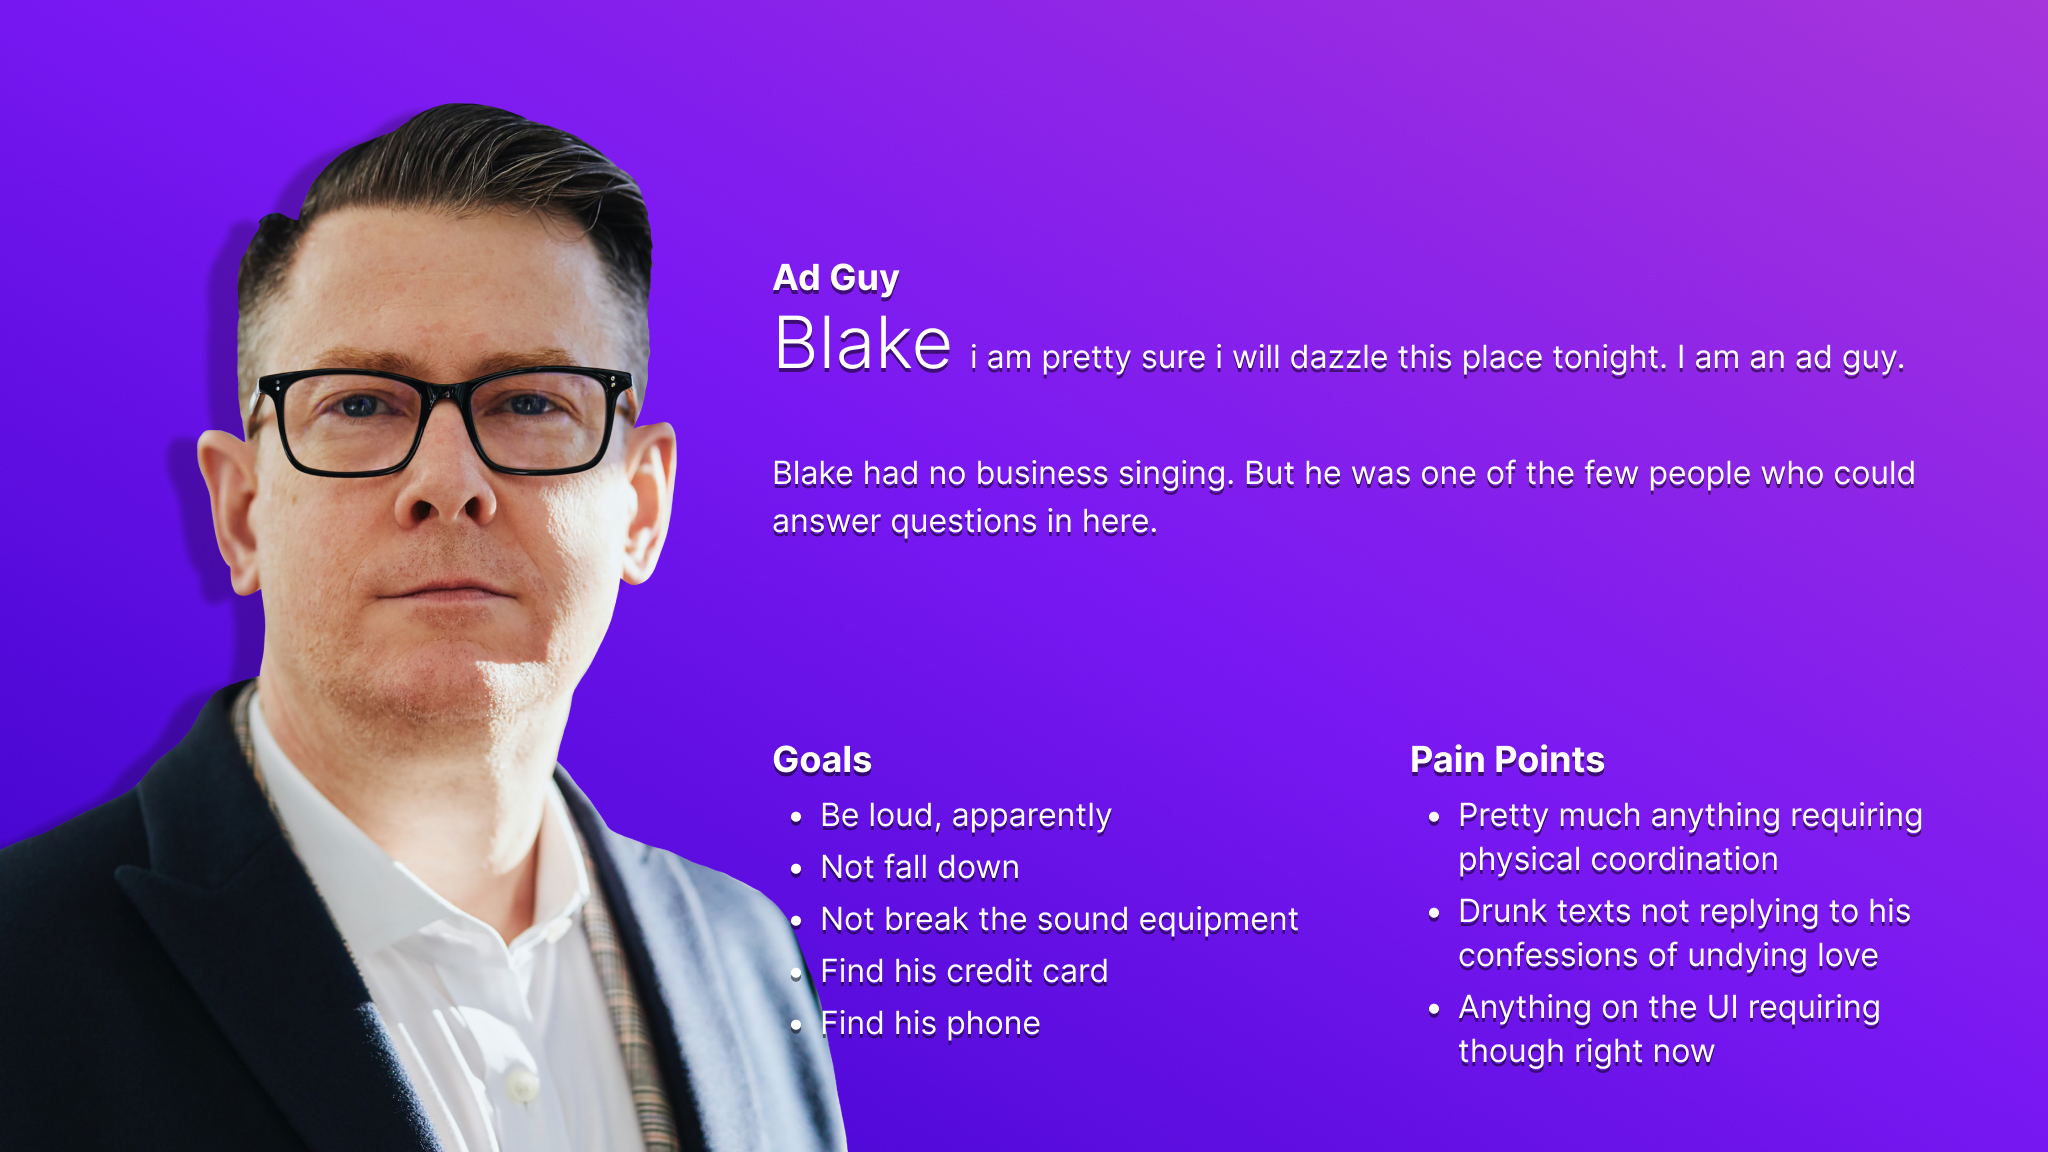 Ad Guy
Blake i am pretty sure i will dazzle this place tonight. I am an ad guy.
Blake had no business singing. But he was one of the few people who could
answer questions in here.
Goals
• Be loud, apparently
• Not fall down
• Not break the sound equipment
• Find his credit card
• Find his phone
Pain Points
• Pretty much anything requiring
physical coordination
• Drunk texts not replying to his
confessions of undying love
• Anything on the UI requiring
though right now